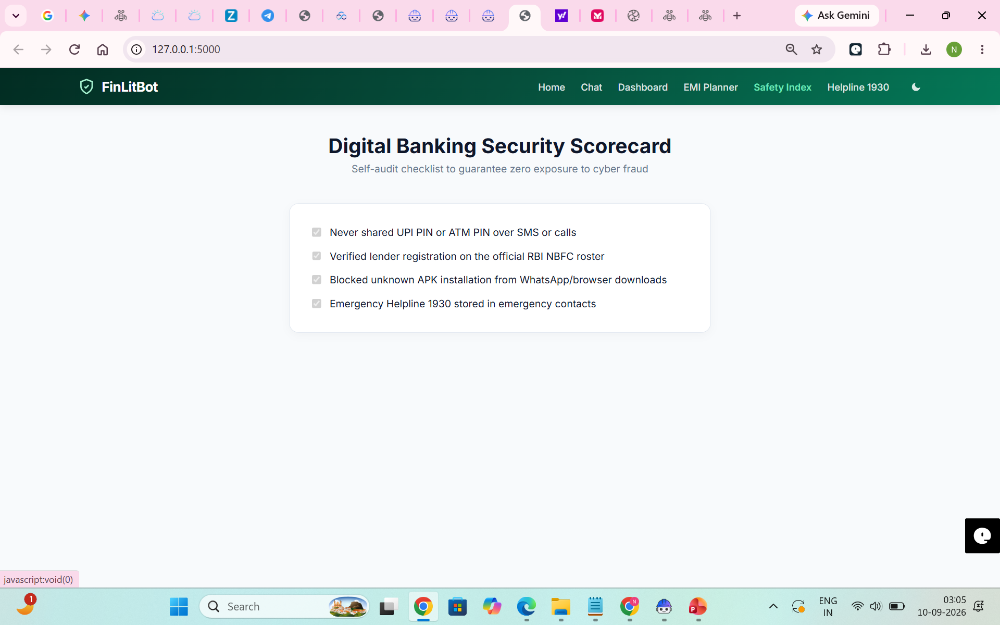 Ask Gemini
127.0.0.1:5000
N
FinLitBot
Home
Chat
Dashboard
EMI Planner
Safety Index
Helpline 1930
Digital Banking Security Scorecard
Self-audit checklist to guarantee zero exposure to cyber fraud
Never shared UPI PIN or ATM PIN over SMS or calls
Verified lender registration on the official RBI NBFC roster
Blocked unknown APK installation from WhatsApp/browser downloads
Emergency Helpline 1930 stored in emergency contacts
javascript:void(0)
1
Search
ENG
IN
03:05
10-09-2026